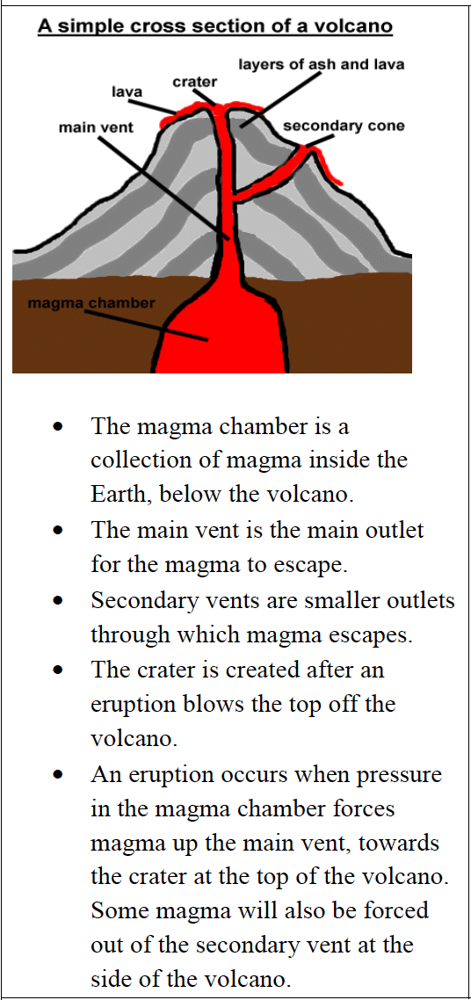 A simple cross section of a volcano
layers of ash and lava
crater
lava
main vent
secondary cone
magma chamber
• The magma chamber is a
collection of magma inside the
Earth, below the volcano.
• The main vent is the main outlet
for the magma to escape.
• Secondary vents are smaller outlets
through which magma escapes.
• The crater is created after an
eruption blows the top off the
volcano.
• An eruption occurs when pressure
in the magma chamber forces
magma up the main vent, towards
the crater at the top of the volcano.
Some magma will also be forced
out of the secondary vent at the
side of the volcano.